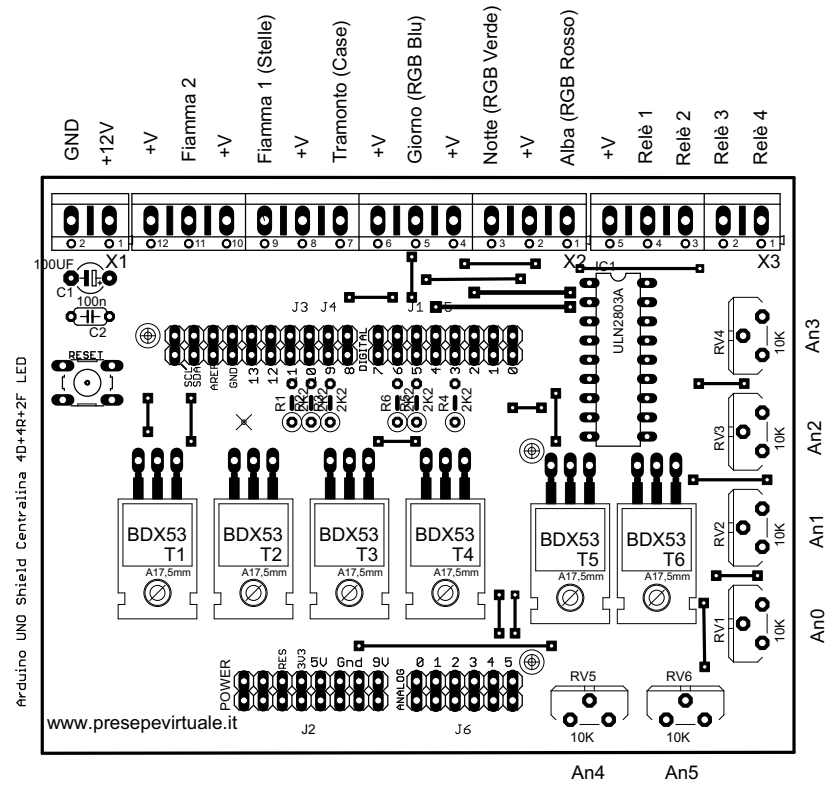 GND
+12V
+V
Fiamma 2
+V
Fiamma 1 (Stelle)
+V
Tramonto (Case)
+V
Giorno (RGB Blu)
+V
Notte (RGB Verde)
+V
Alba (RGB Rosso)
+V
Relè 1
Relè 2
Relè 3
Relè 4
2 1
12 11 10
9 8 7
6 5 4
3 2 1
5 4 3
2 1
X1
X2
X3
IC1
ULN2803A
100UF
C1
+
100n
C2
RESET
J3 J4
J1
SCL
SDA
AREF
GND
13
12
11
10
9
8
DIGITAL
7
6
5
4
3
2
1
0
R1
2K2
R6
2K2
R4
2K2
RV4
10K
An3
RV3
10K
An2
RV2
10K
An1
RV1
10K
An0
BDX53
T1
A17,5mm
BDX53
T2
A17,5mm
BDX53
T3
A17,5mm
BDX53
T4
A17,5mm
BDX53
T5
A17,5mm
BDX53
T6
A17,5mm
Arduino UNO Shield Centralina 4D+4R+2F LED
POWER
RES
3V3
5V
Gnd
9V
J2
ANALOG
0 1 2 3 4 5
J6
RV5
10K
An4
RV6
10K
An5
www.presepevirtuale.it